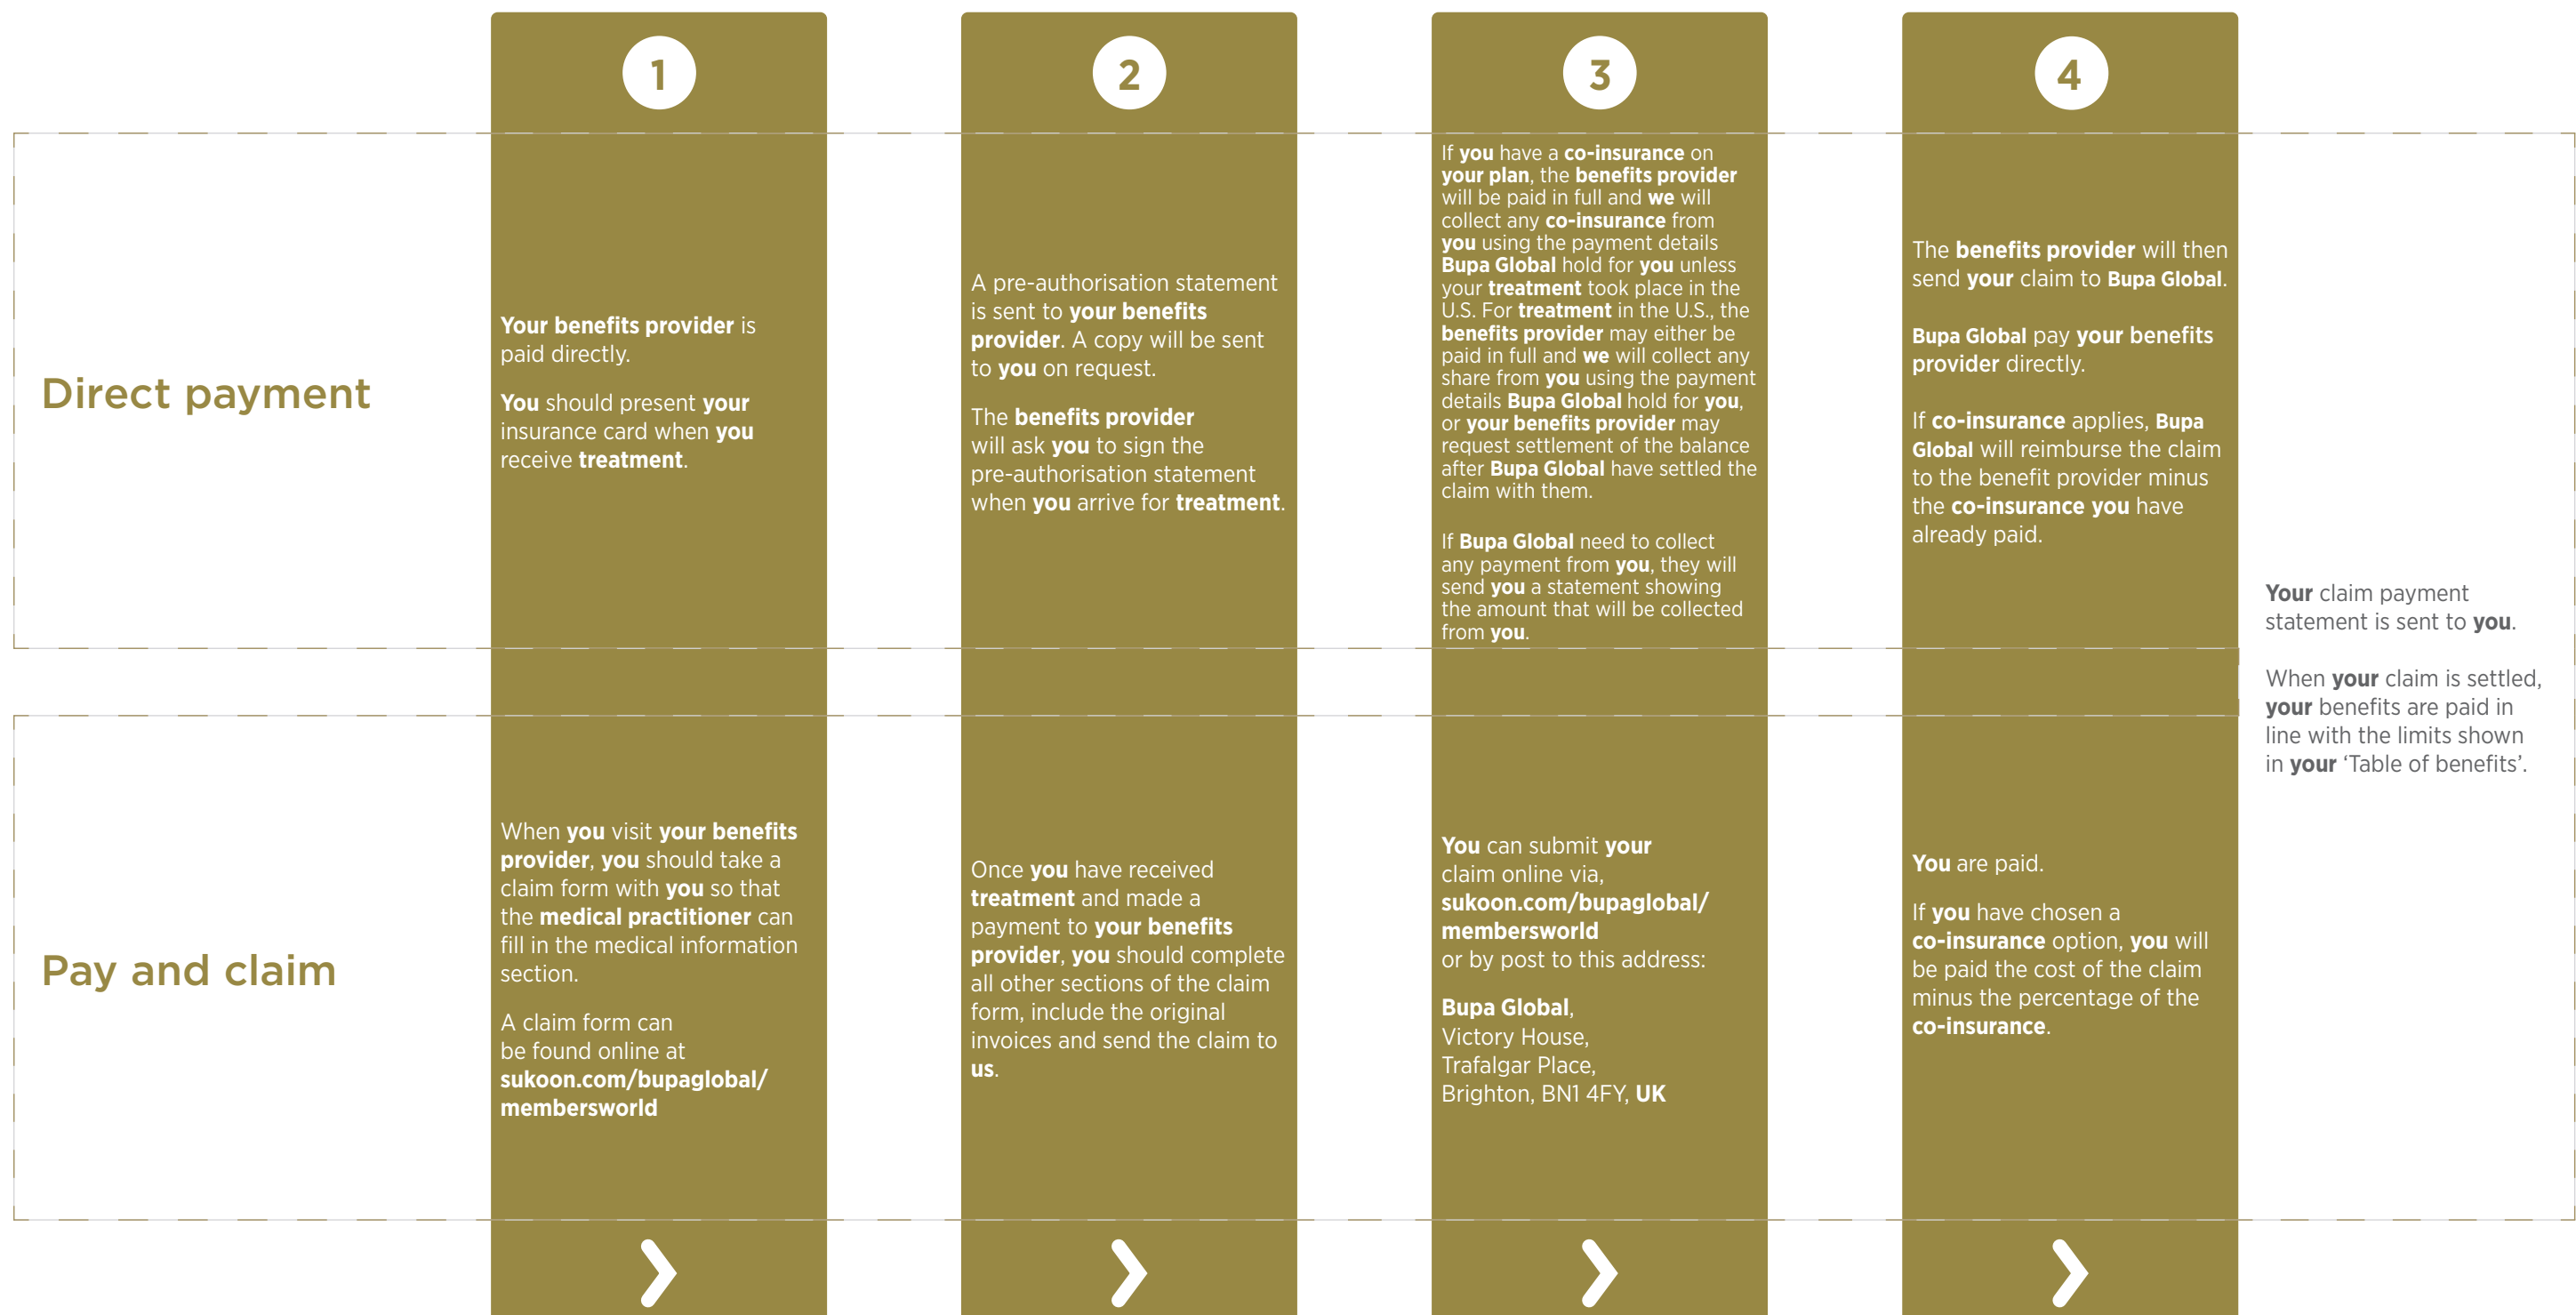 1
2
3
4
Direct payment
Your benefits provider is
paid directly.
You should present your
insurance card when you
receive treatment.
A pre-authorisation statement
is sent to your benefits
provider. A copy will be sent
to you on request.
The benefits provider
will ask you to sign the
pre-authorisation statement
when you arrive for treatment.
If you have a co-insurance on
your plan, the benefits provider
will be paid in full and we will
collect any co-insurance from
you using the payment details
Bupa Global hold for you unless
your treatment took place in the
U.S. For treatment in the U.S., the
benefits provider may either be
paid in full and we will collect any
share from you using the payment
details Bupa Global hold for you,
or your benefits provider may
request settlement of the balance
after Bupa Global have settled the
claim with them.
If Bupa Global need to collect
any payment from you, they will
send you a statement showing
the amount that will be collected
from you.
The benefits provider will then
send your claim to Bupa Global.
Bupa Global pay your benefits
provider directly.
If co-insurance applies, Bupa
Global will reimburse the claim
to the benefit provider minus
the co-insurance you have
already paid.
Pay and claim
When you visit your benefits
provider, you should take a
claim form with you so that
the medical practitioner can
fill in the medical information
section.
A claim form can
be found online at
sukoon.com/bupaglobal/
membersworld
Once you have received
treatment and made a
payment to your benefits
provider, you should complete
all other sections of the claim
form, include the original
invoices and send the claim to
us.
You can submit your
claim online via,
sukoon.com/bupaglobal/
membersworld
or by post to this address:
Bupa Global,
Victory House,
Trafalgar Place,
Brighton, BN1 4FY, UK
You are paid.
If you have chosen a
co-insurance option, you will
be paid the cost of the claim
minus the percentage of the
co-insurance.
Your claim payment
statement is sent to you.
When your claim is settled,
your benefits are paid in
line with the limits shown
in your ‘Table of benefits’.